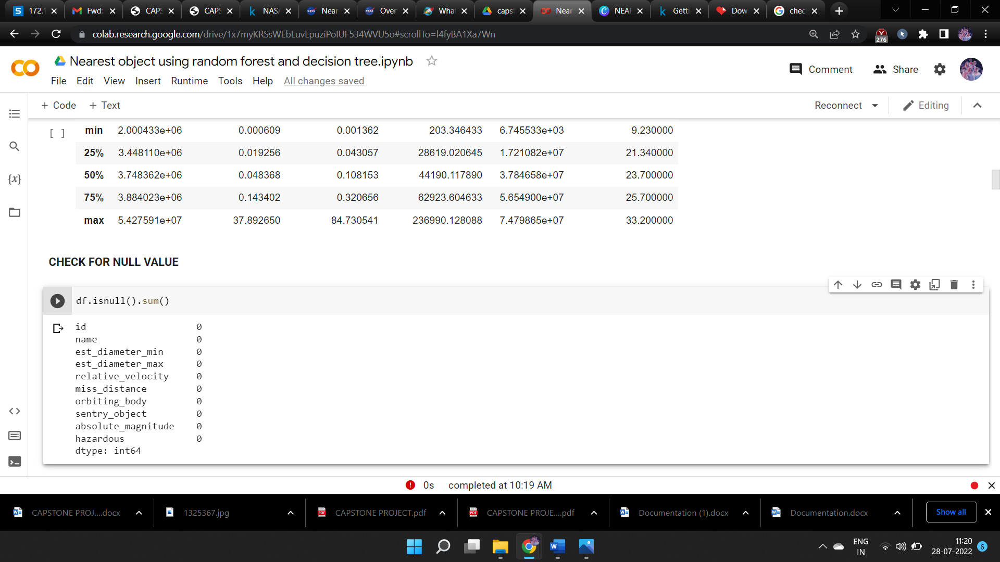 172.1
Fwd:
CAPS
CAPS
NASA
Near
Over
What
capst
Near
NEAR
Getti
Dow
chec
colab.research.google.com/drive/1x7myKRSsWEbLuvLpuziPoIUF534WVU5o#scrollTo=l4fyBA1Xa7Wn
276
Nearest object using random forest and decision tree.ipynb
Comment
Share
File Edit View Insert Runtime Tools Help All changes saved
+ Code + Text
Reconnect
Editing
[ ] min 2.000433e+06 0.000609 0.001362 203.346433 6.745533e+03 9.230000
25% 3.448110e+06 0.019256 0.043057 28619.020645 1.721082e+07 21.340000
50% 3.748362e+06 0.048368 0.108153 44190.117890 3.784658e+07 23.700000
75% 3.884023e+06 0.143402 0.320656 62923.604633 5.654900e+07 25.700000
max 5.427591e+07 37.892650 84.730541 236990.128088 7.479865e+07 33.200000
CHECK FOR NULL VALUE
df.isnull().sum()
id 0
name 0
est_diameter_min 0
est_diameter_max 0
relative_velocity 0
miss_distance 0
orbiting_body 0
sentry_object 0
absolute_magnitude 0
hazardous 0
dtype: int64
0s completed at 10:19 AM
CAPSTONE PROJ....docx
1325367.jpg
CAPSTONE PROJECT.pdf
CAPSTONE PROJE....pdf
Documentation (1).docx
Documentation.docx
Show all
ENG
IN
11:20
28-07-2022
6